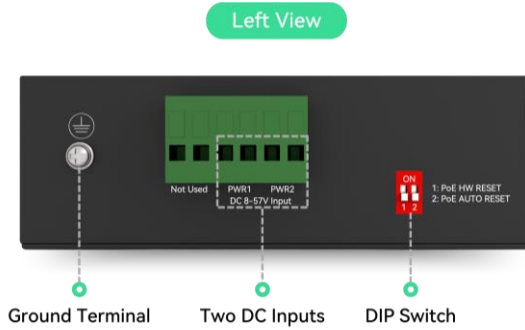 Left View
Not Used
PWR1
PWR2
DC 8-57V Input
ON
1 2
1: PoE HW RESET
2: PoE AUTO RESET
Ground Terminal
Two DC Inputs
DIP Switch